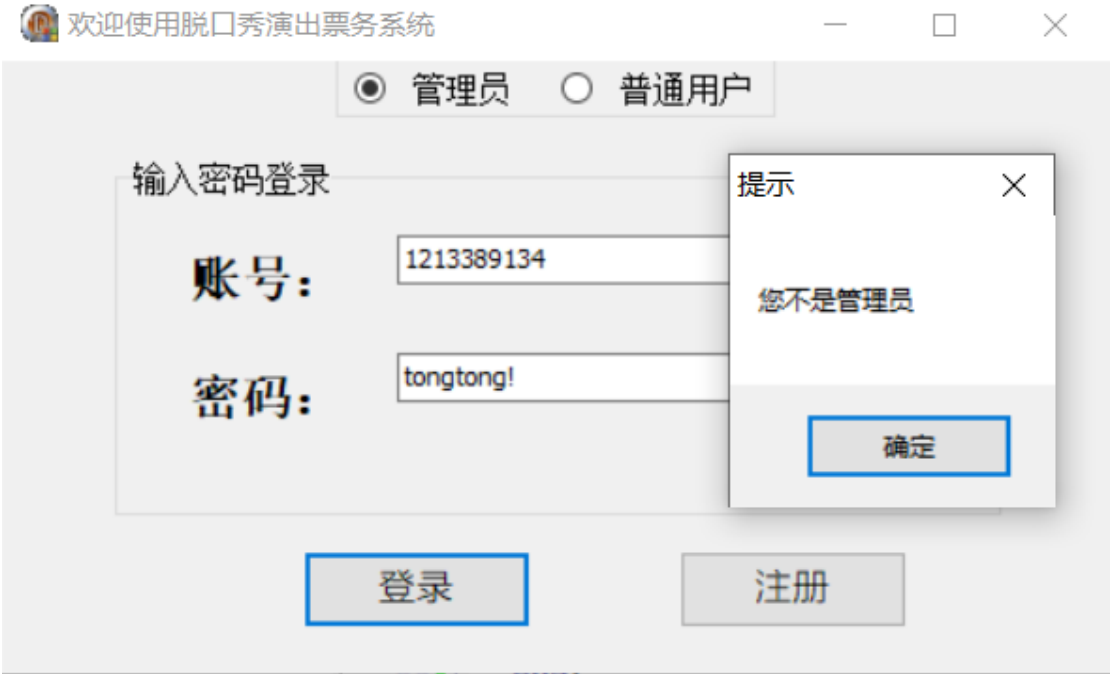 欢迎使用脱口秀演出票务系统
管理员 普通用户
输入密码登录
账号： 1213389134
密码： tongtong!
提示
您不是管理员
确定
登录 注册